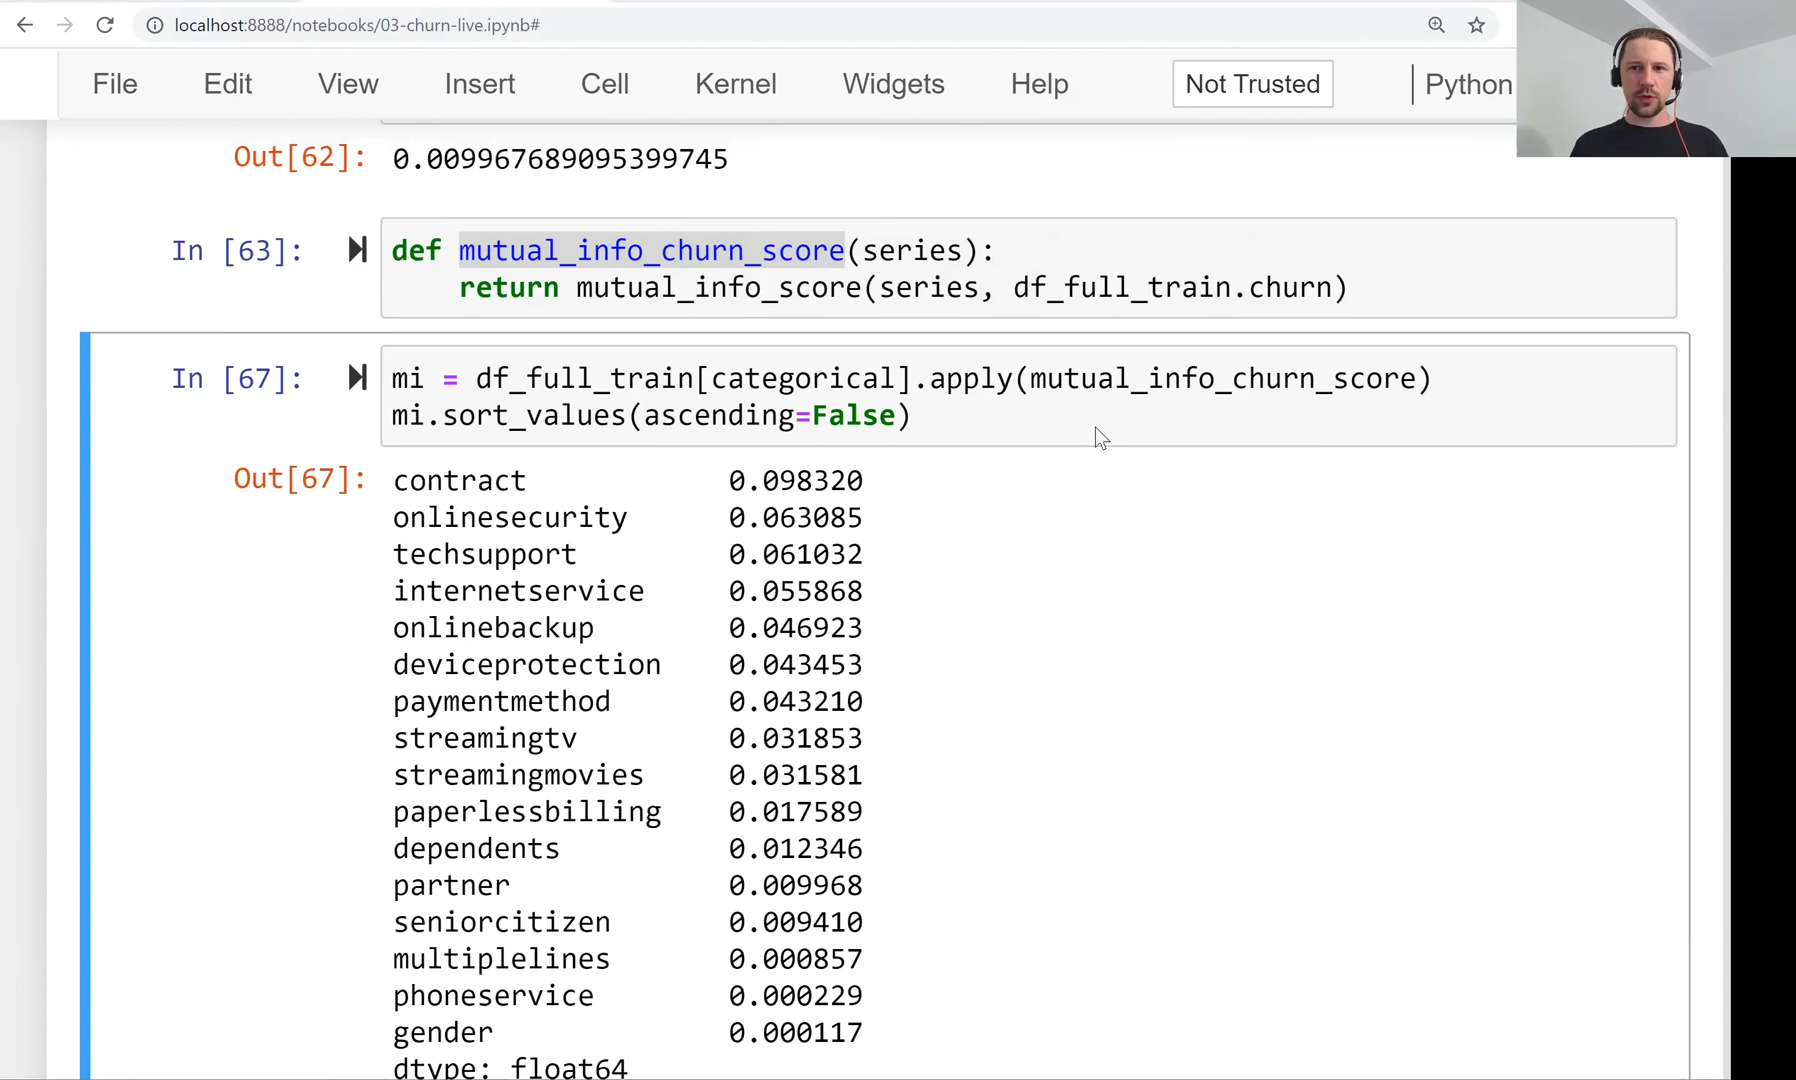 localhost:8888/notebooks/03-churn-live.ipynb#
File Edit View Insert Cell Kernel Widgets Help Not Trusted Python
Out[62]: 0.009967689095399745
In [63]: def mutual_info_churn_score(series):
return mutual_info_score(series, df_full_train.churn)
In [67]: mi = df_full_train[categorical].apply(mutual_info_churn_score)
mi.sort_values(ascending=False)
Out[67]: contract 0.098320
onlinesecurity 0.063085
techsupport 0.061032
internetservice 0.055868
onlinebackup 0.046923
deviceprotection 0.043453
paymentmethod 0.043210
streamingtv 0.031853
streamingmovies 0.031581
paperlessbilling 0.017589
dependents 0.012346
partner 0.009968
seniorcitizen 0.009410
multiplelines 0.000857
phoneservice 0.000229
gender 0.000117
dtype: float64